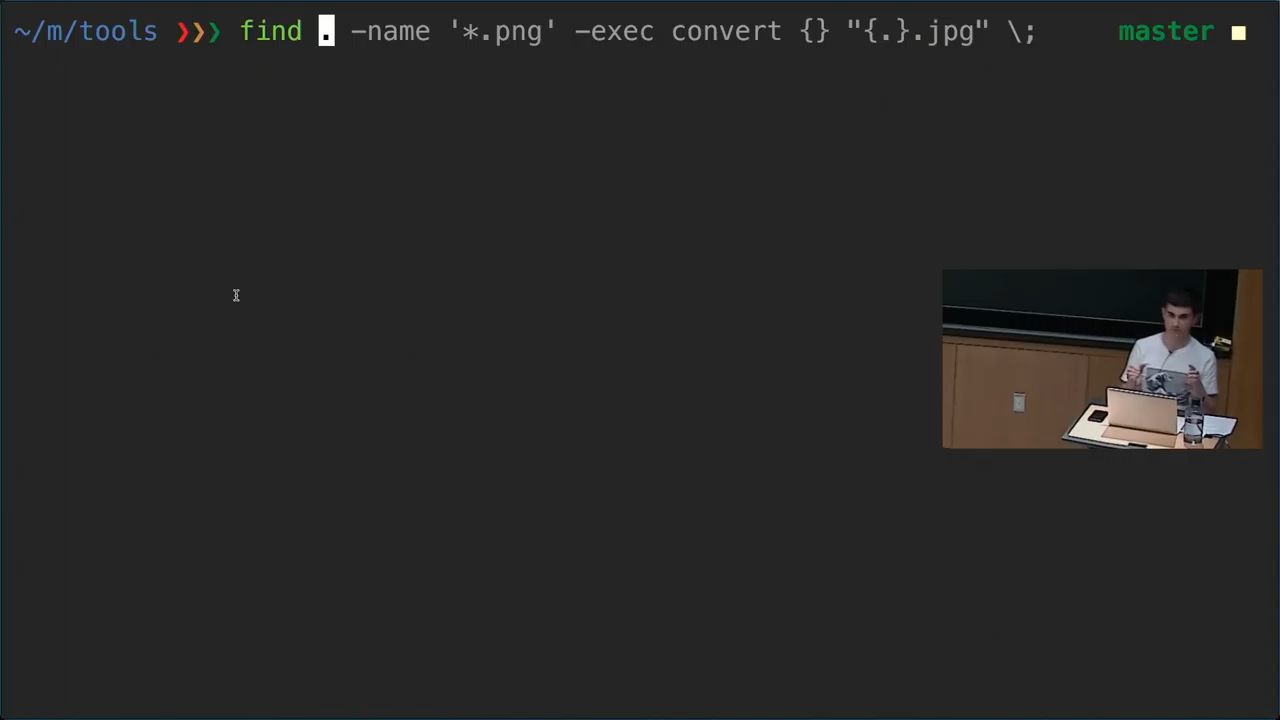 ~/m/tools ❯❯❯ find . -name '*.png' -exec convert {} "{.}.jpg" \; master